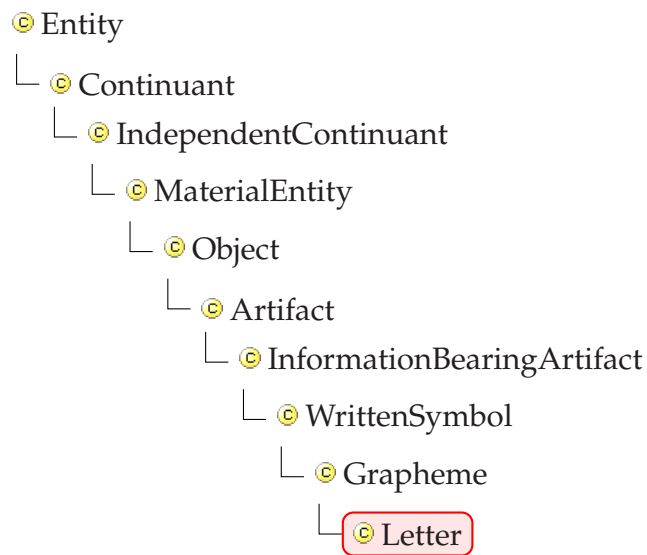 Entity
Continuant
IndependentContinuant
MaterialEntity
Object
Artifact
InformationBearingArtifact
WrittenSymbol
Grapheme
Letter